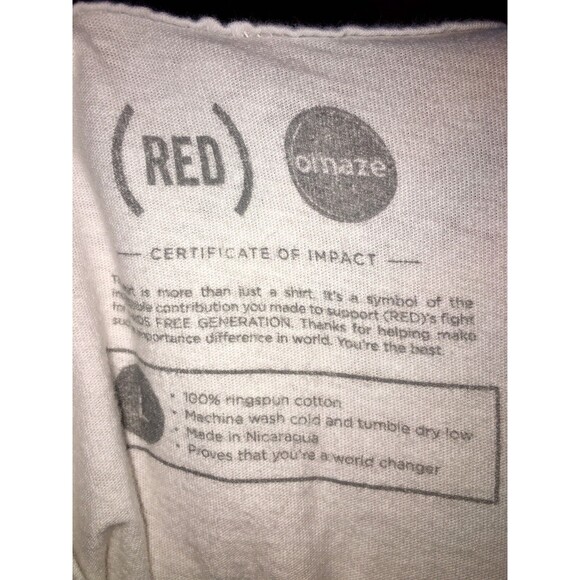 (RED) omaze
CERTIFICATE OF IMPACT
is more than just a shirt. It's a symbol of the
contribution you made to support (RED)'s fight
FREE GENERATION. Thanks for helping make
importance difference in world. You're the best.
• 100% ringspun cotton
• Machine wash cold and tumble dry low
• Made in Nicaragua
• Proves that you're a world changer